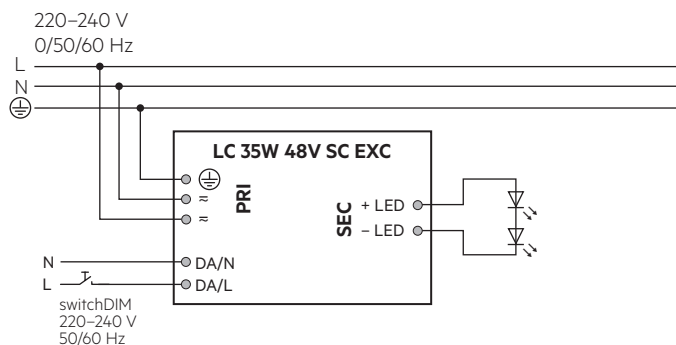 220–240 V
0/50/60 Hz
L
N
LC 35W 48V SC EXC
PRI
≂
≂
SEC
+ LED
– LED
N
DA/N
L
DA/L
switchDIM
220–240 V
50/60 Hz